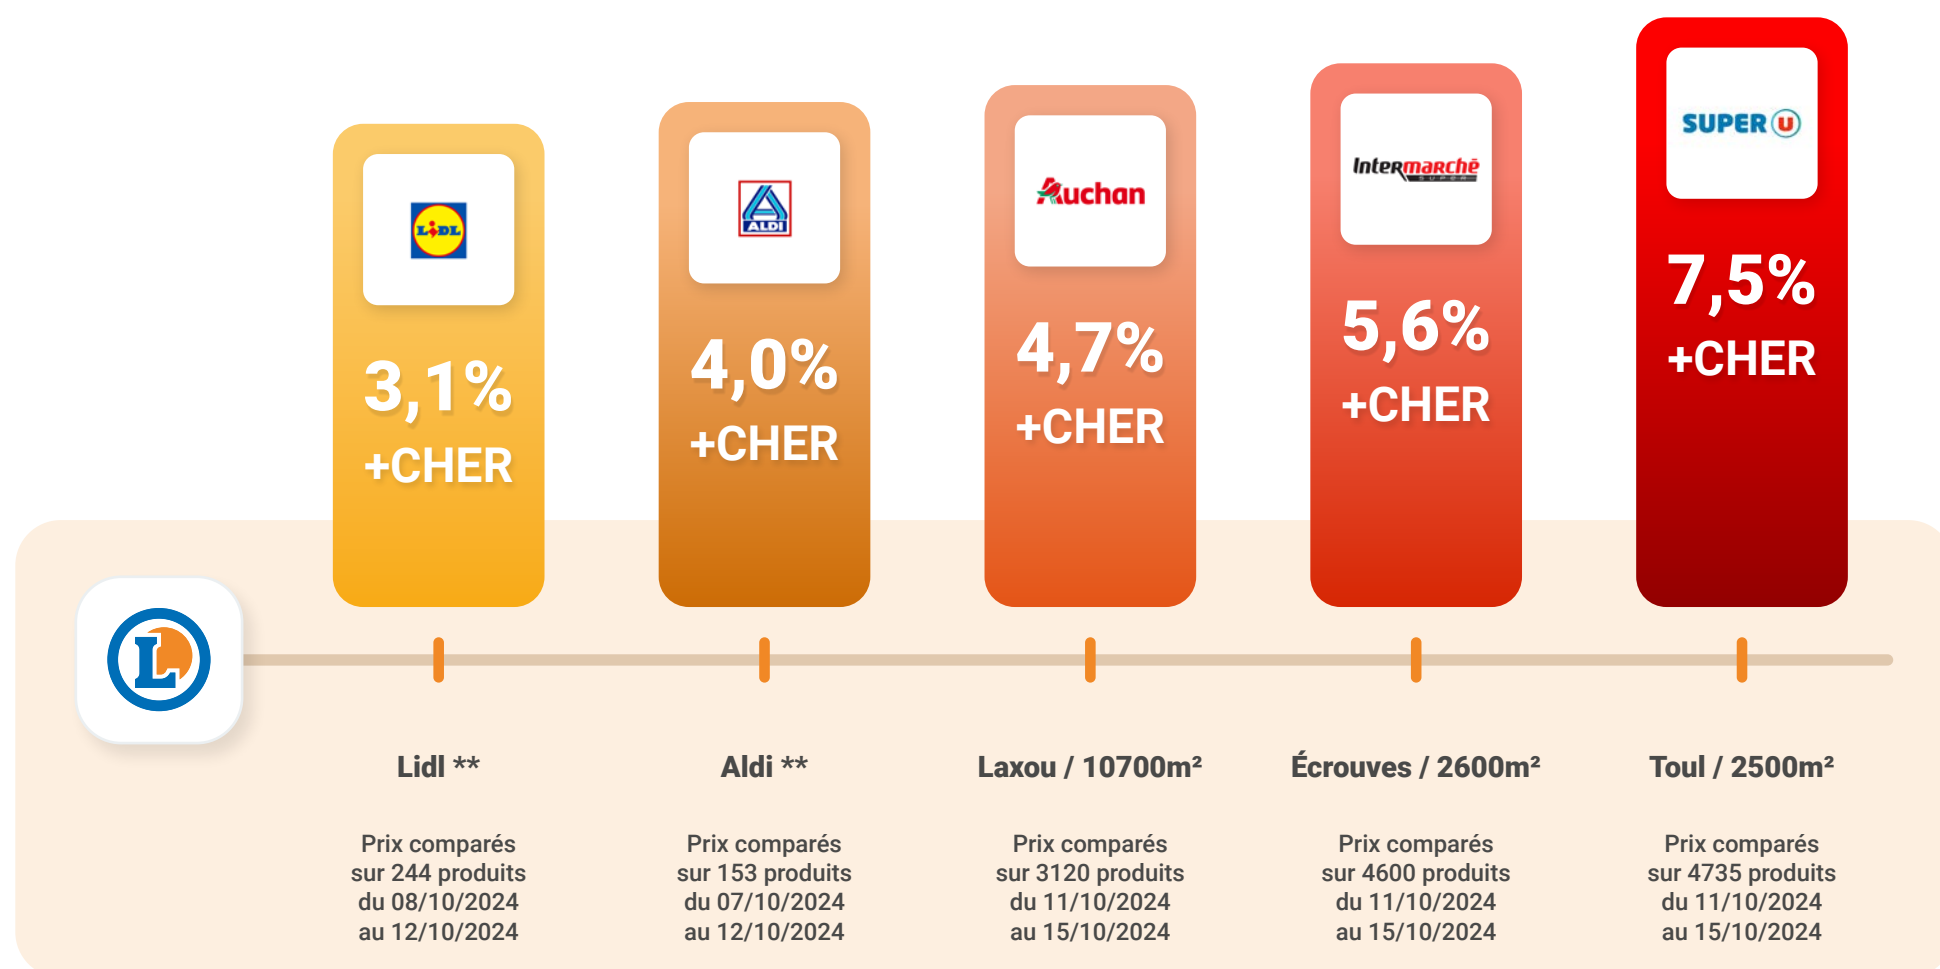 LIDL
3,1%
+CHER
ALDI
4,0%
+CHER
Auchan
4,7%
+CHER
Intermarchē
SUPER
5,6%
+CHER
SUPER U
7,5%
+CHER
L
Lidl **
Prix comparés
sur 244 produits
du 08/10/2024
au 12/10/2024
Aldi **
Prix comparés
sur 153 produits
du 07/10/2024
au 12/10/2024
Laxou / 10700m²
Prix comparés
sur 3120 produits
du 11/10/2024
au 15/10/2024
Écrouves / 2600m²
Prix comparés
sur 4600 produits
du 11/10/2024
au 15/10/2024
Toul / 2500m²
Prix comparés
sur 4735 produits
du 11/10/2024
au 15/10/2024